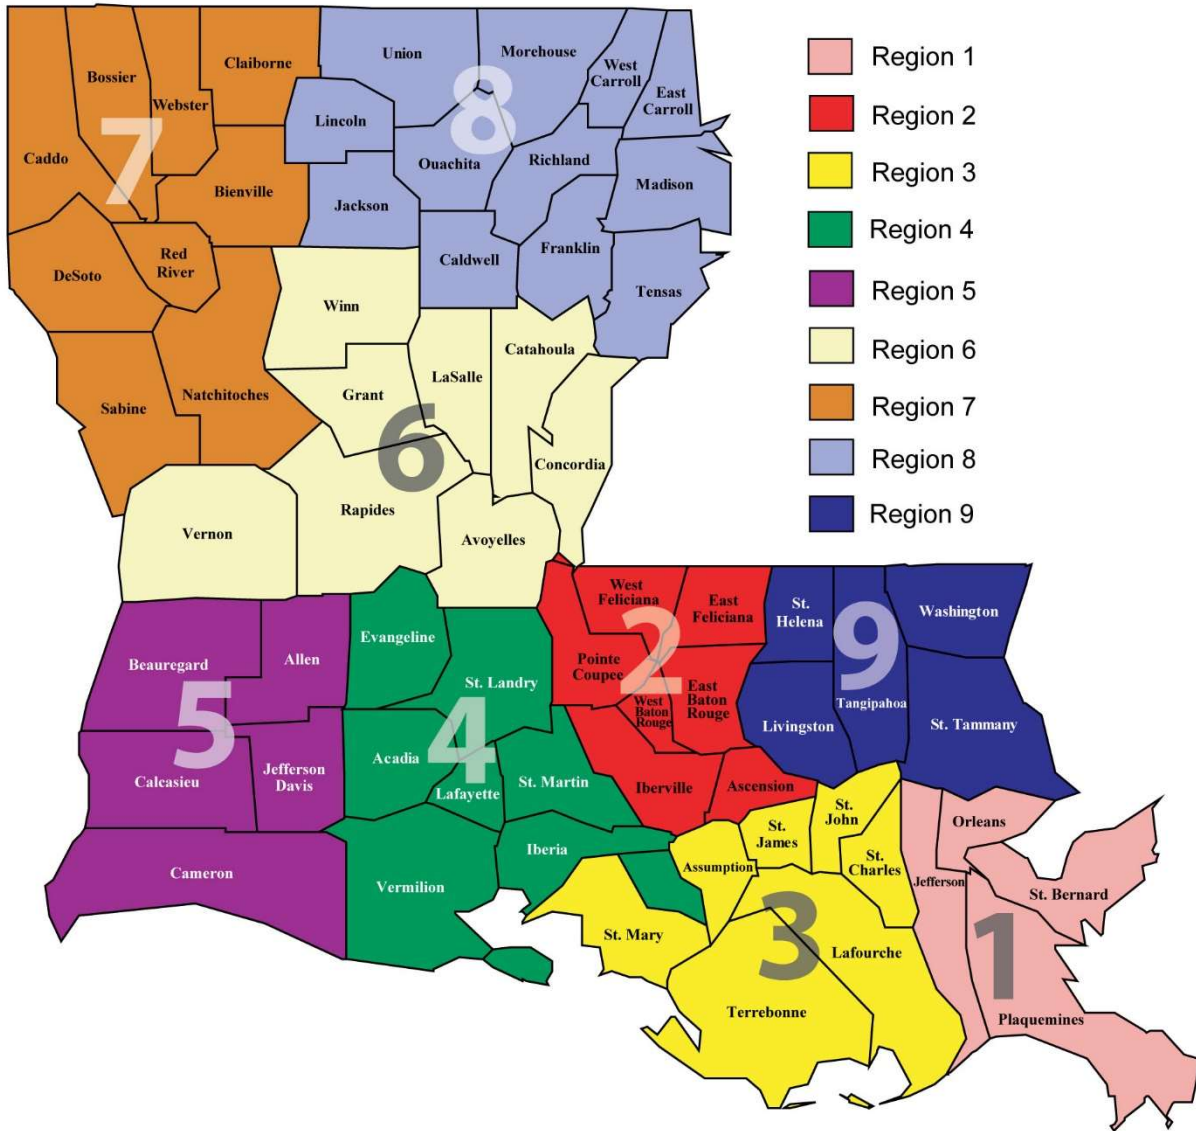 Union
Morehouse
West
Carroll
East
Carroll
Claiborne
Bossier
Webster
Lincoln
8
7
Caddo
Ouachita
Richland
Madison
Bienville
Jackson
Red
River
DeSoto
Caldwell
Franklin
Tensas
Winn
Catahoula
LaSalle
Grant
Natchitoches
Sabine
6
Concordia
Rapides
Vernon
Avoyelles
West
Feliciana
East
Feliciana
St.
Helena
Washington
2
9
Evangeline
Beauregard
Allen
St. Landry
Pointe
Coupee
West
Baton
Rouge
East
Baton
Rouge
Tangipahoa
Livingston
St. Tammany
5
4
Calcasieu
Jefferson
Davis
Acadia
Lafayette
St. Martin
Iberville
Ascension
St.
James
St.
John
St.
Charles
Orleans
Cameron
Vermilion
Iberia
Assumption
Jefferson
St. Bernard
St. Mary
3
Lafourche
1
Terrebonne
Plaquemines
Region 1
Region 2
Region 3
Region 4
Region 5
Region 6
Region 7
Region 8
Region 9